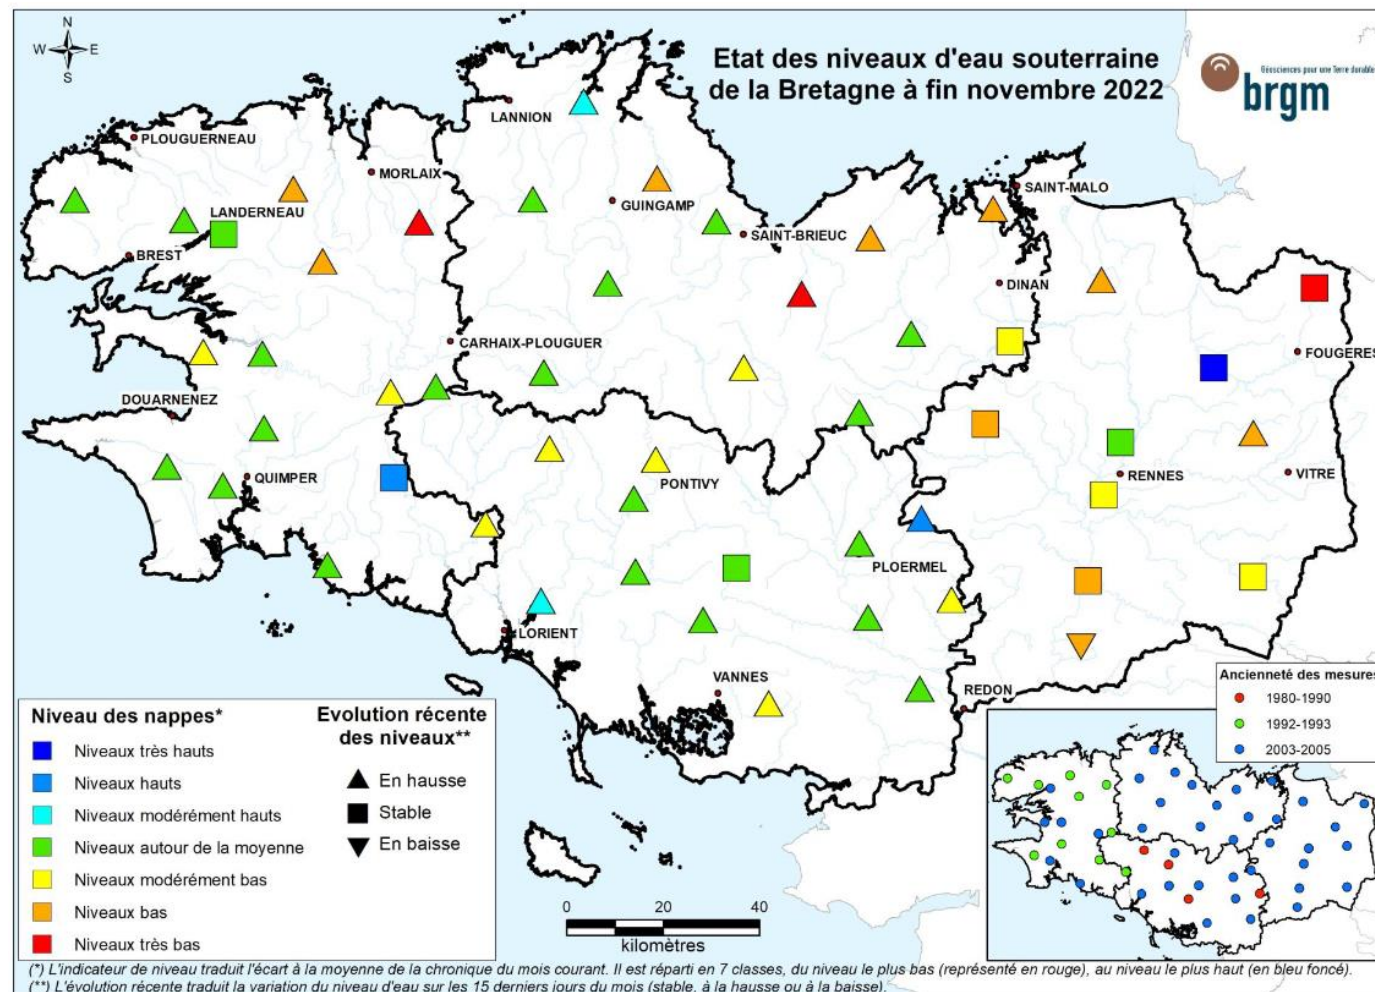 N
W E
S
Etat des niveaux d'eau souterraine
de la Bretagne à fin novembre 2022
Géosciences pour une Terre durable
brgm
LANNION
PLOUGUERNEAU
MORLAIX
SAINT-MALO
GUINGAMP
LANDERNEAU
SAINT-BRIEUC
BREST
DINAN
CARHAIX-PLOUGUER
FOUGERES
DOUARNENEZ
QUIMPER
PONTIVY
RENNES
VITRE
PLOERMEL
LORIENT
VANNES
REDON
Niveau des nappes*
Niveaux très hauts
Niveaux hauts
Niveaux modérément hauts
Niveaux autour de la moyenne
Niveaux modérément bas
Niveaux bas
Niveaux très bas
Evolution récente
des niveaux**
En hausse
Stable
En baisse
0 20 40
kilomètres
Ancienneté des mesures
1980-1990
1992-1993
2003-2005
(*) L'indicateur de niveau traduit l'écart à la moyenne de la chronique du mois courant. Il est réparti en 7 classes, du niveau le plus bas (représenté en rouge), au niveau le plus haut (en bleu foncé).
(**) L'évolution récente traduit la variation du niveau d'eau sur les 15 derniers jours du mois (stable, à la hausse ou à la baisse).